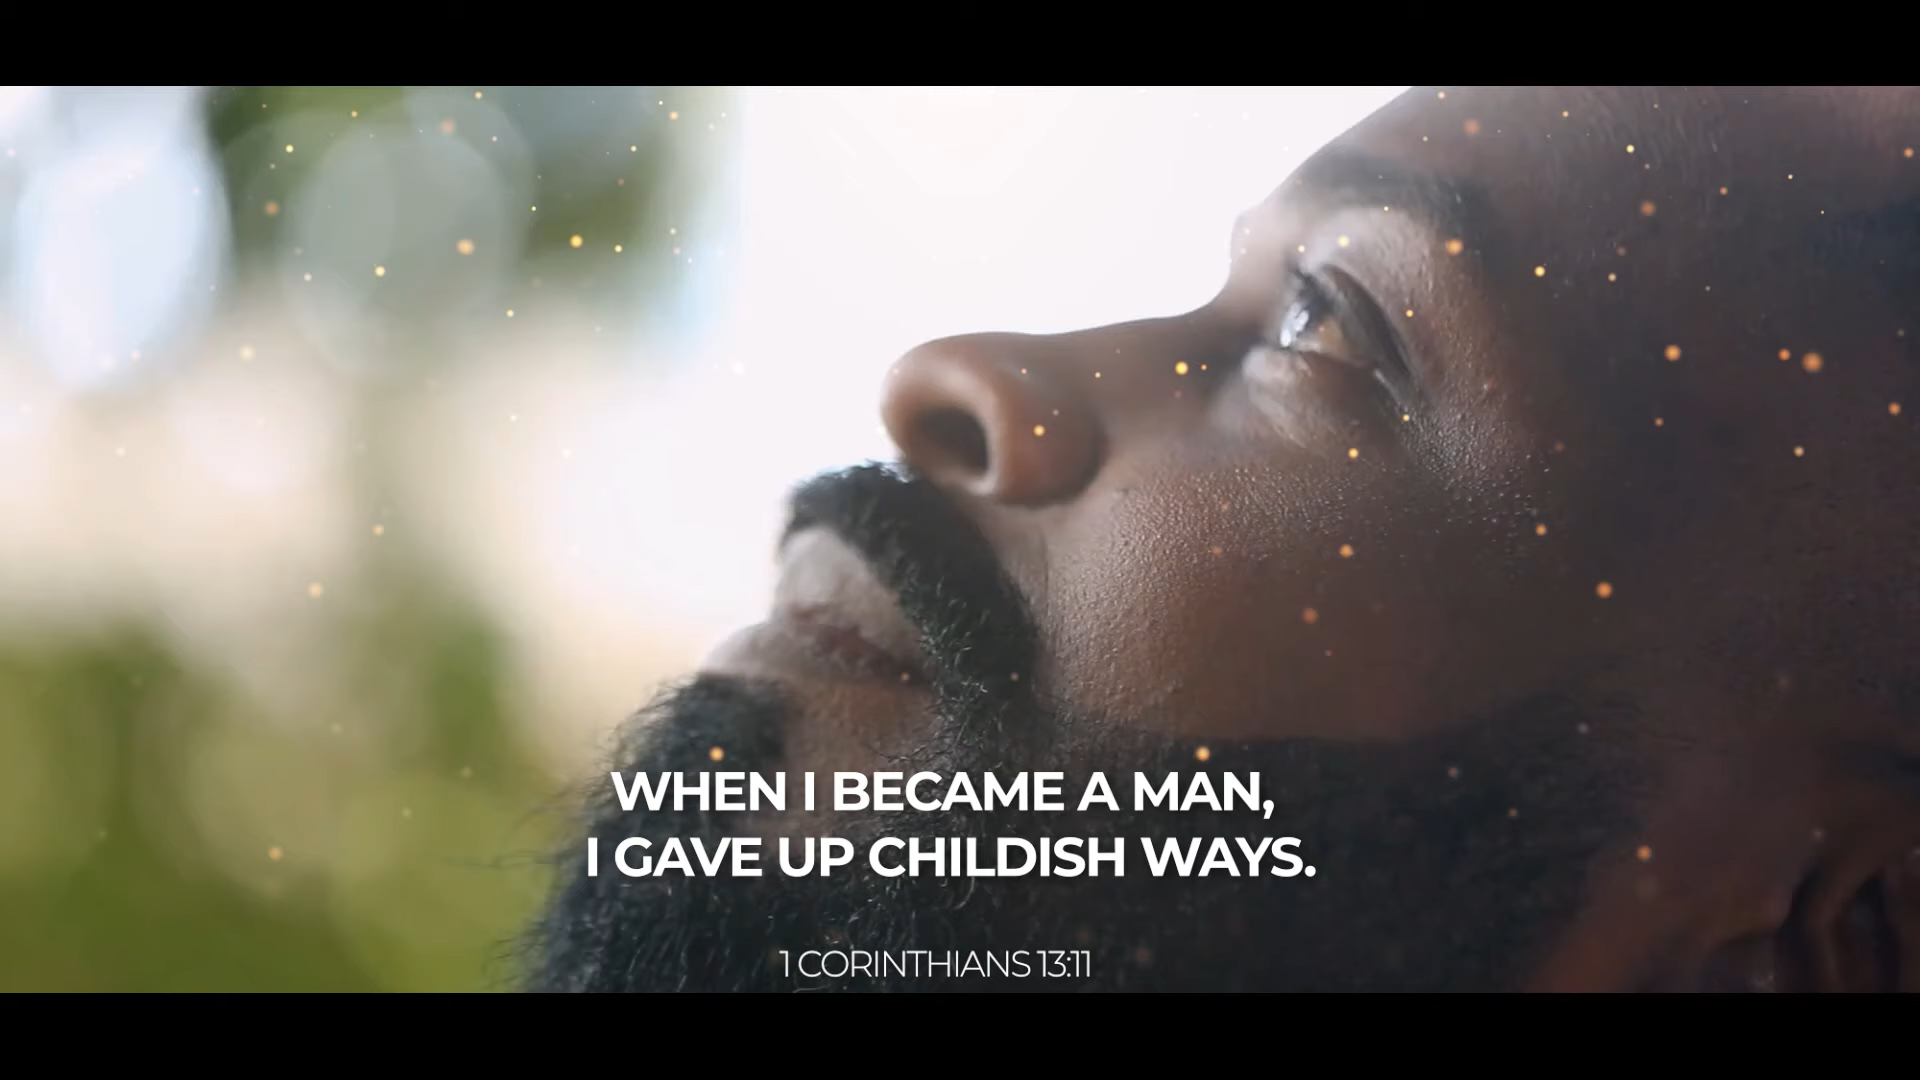 WHEN I BECAME A MAN,
I GAVE UP CHILDISH WAYS.
1 CORINTHIANS 13:11